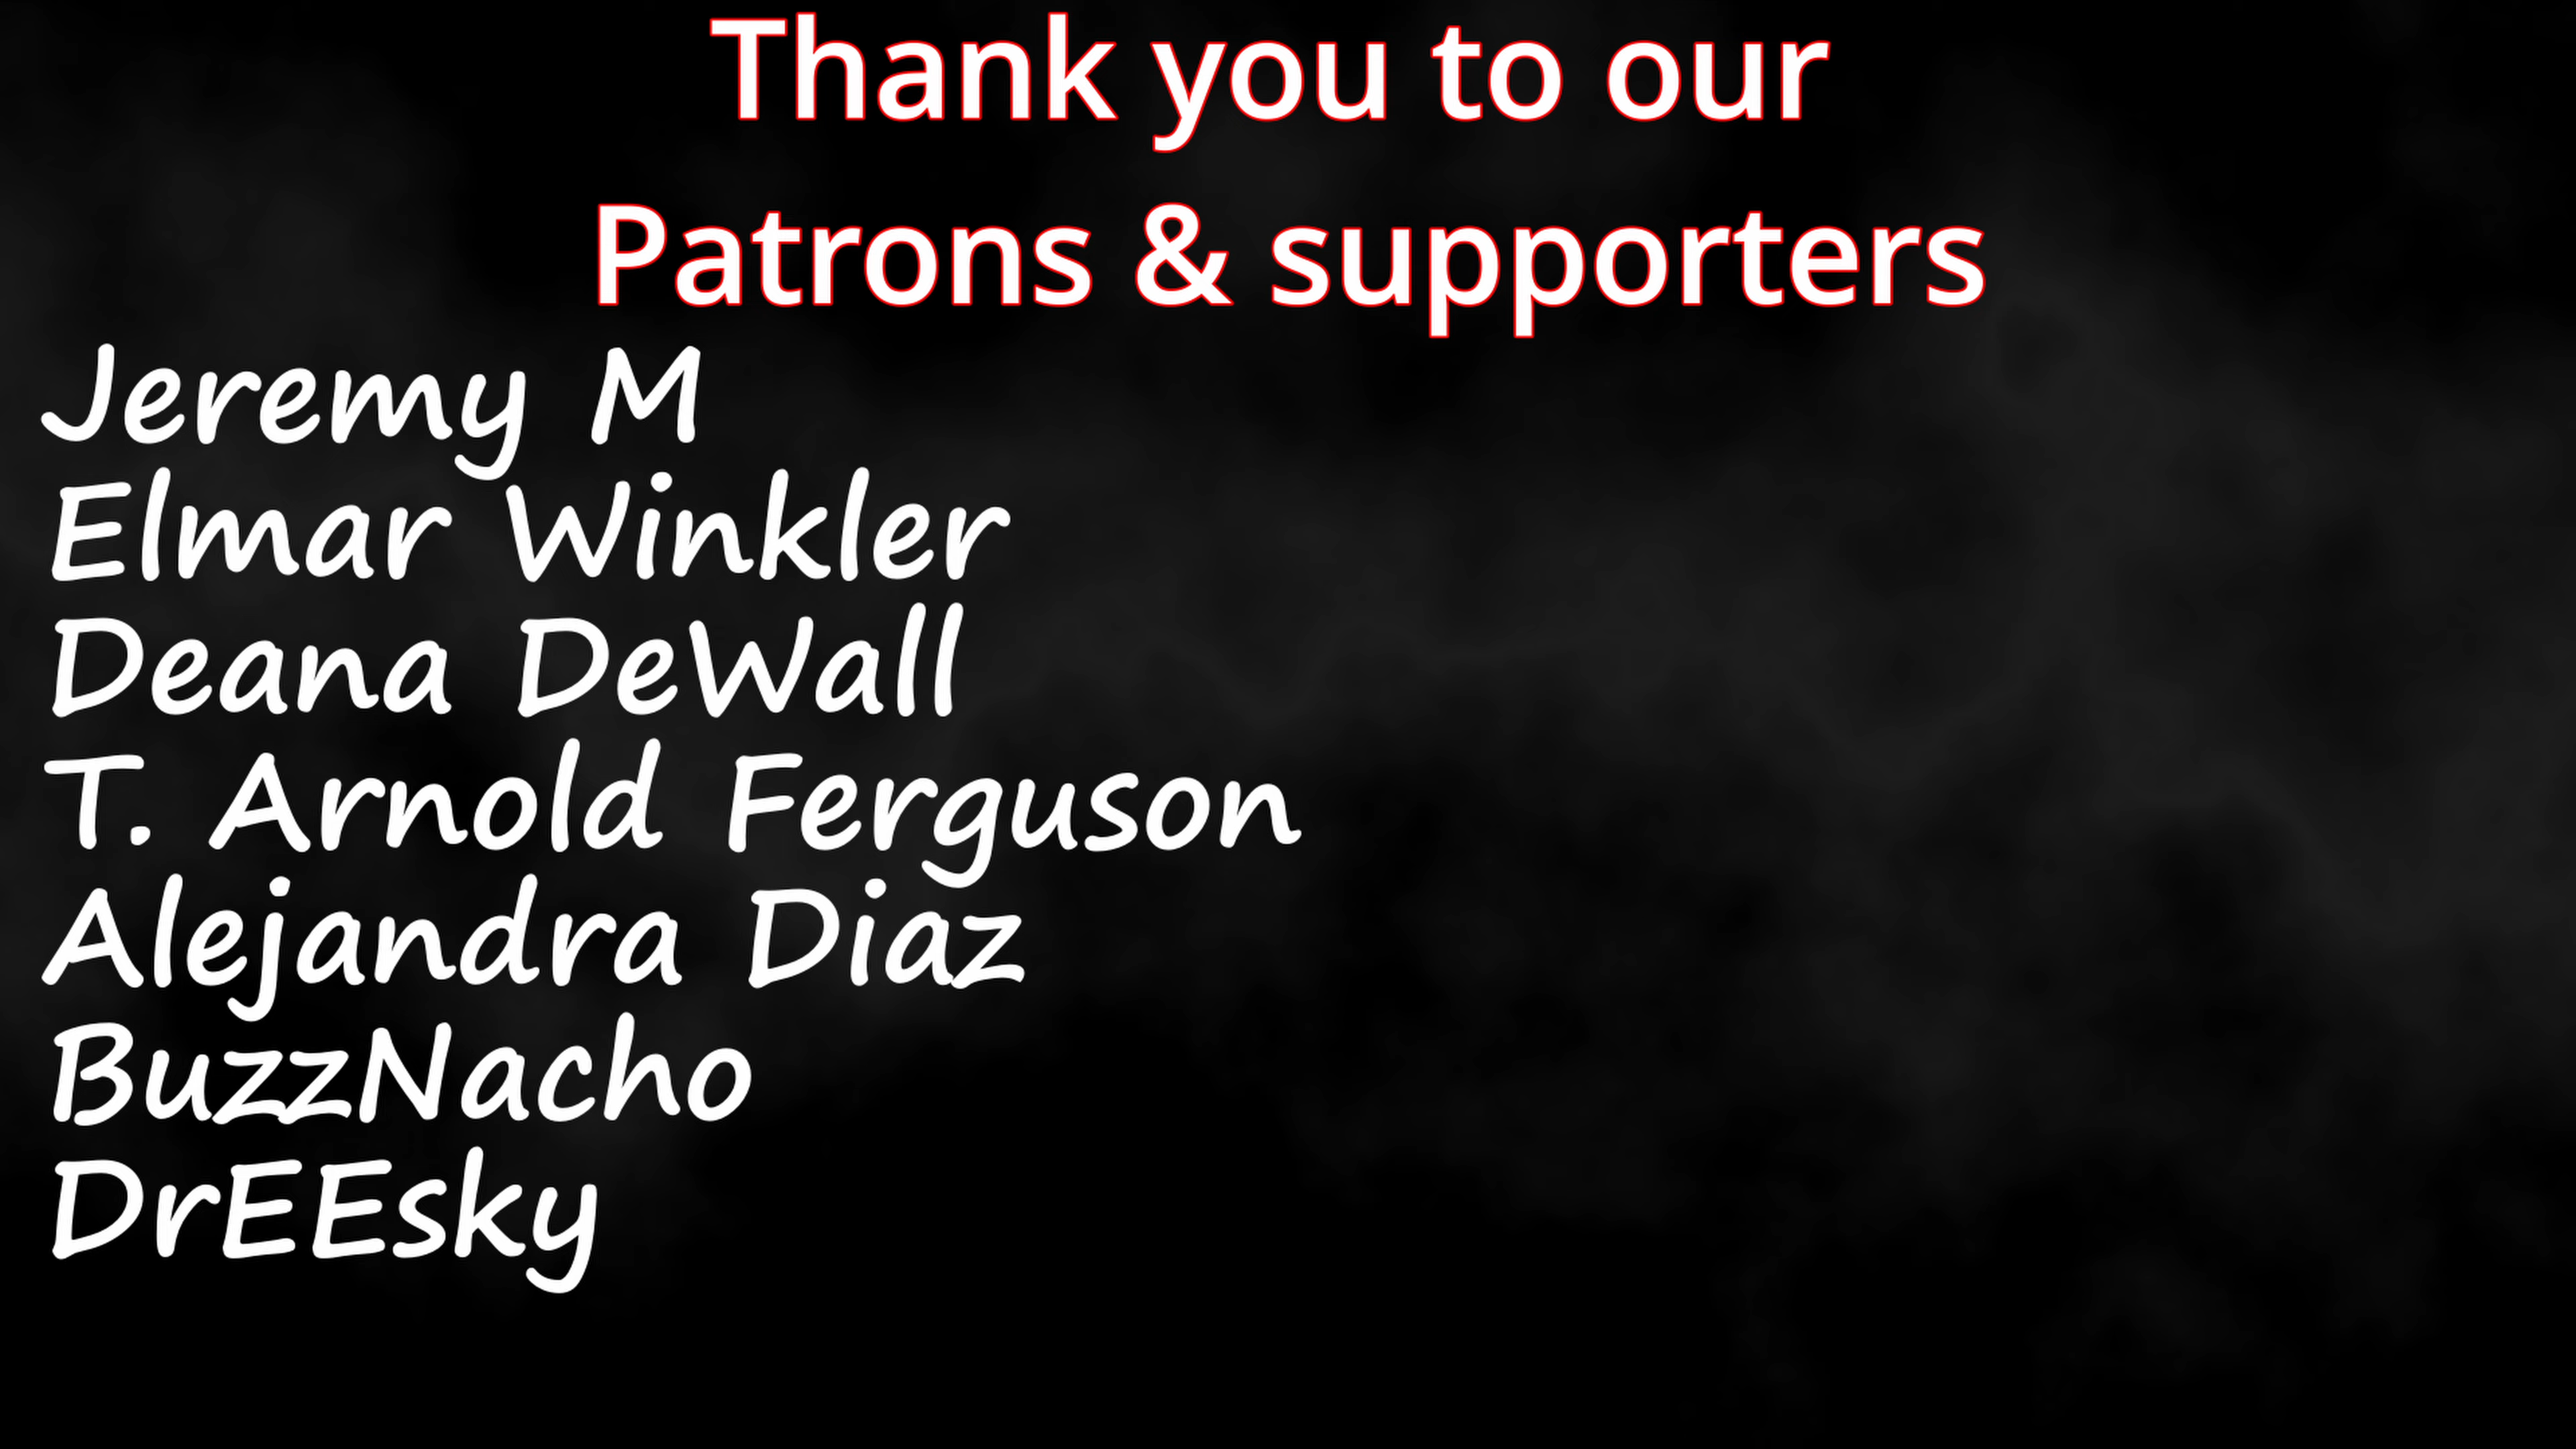 Thank you to our
Patrons & supporters
Jeremy M
Elmar Winkler
Deana DeWall
T. Arnold Ferguson
Alejandra Diaz
BuzzNacho
DrEEsky